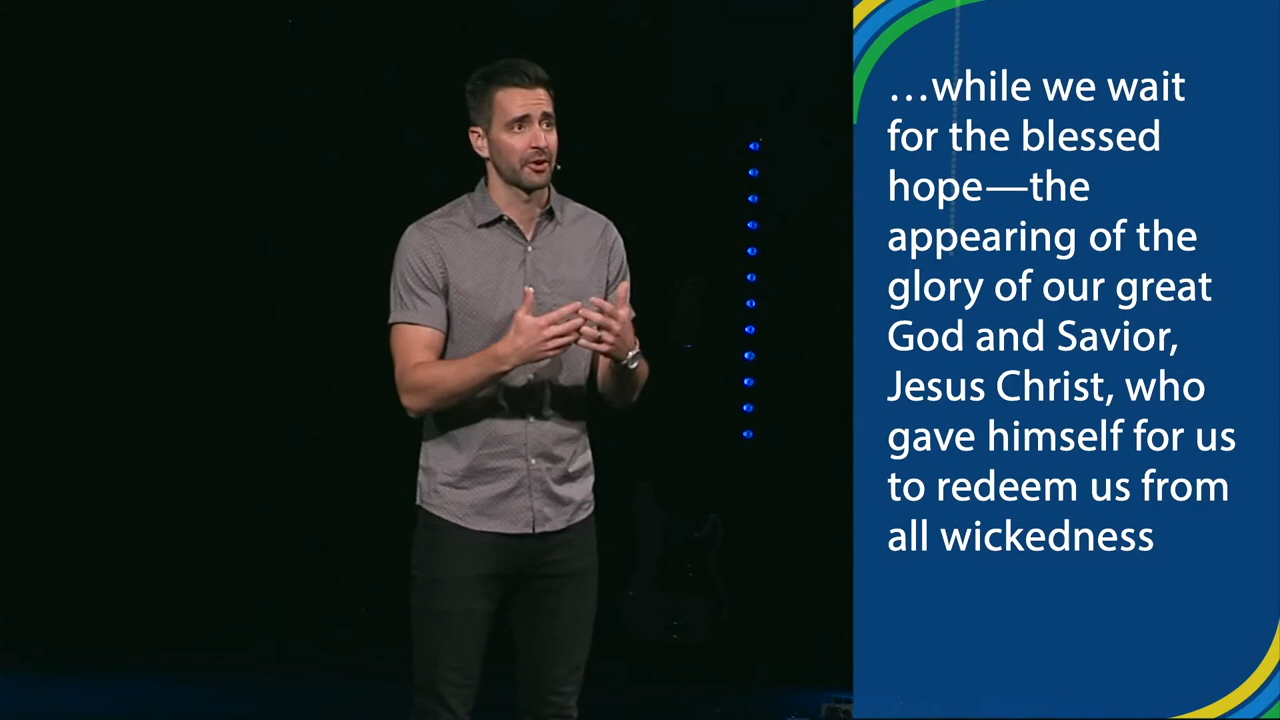 …while we wait
for the blessed
hope—the
appearing of the
glory of our great
God and Savior,
Jesus Christ, who
gave himself for us
to redeem us from
all wickedness